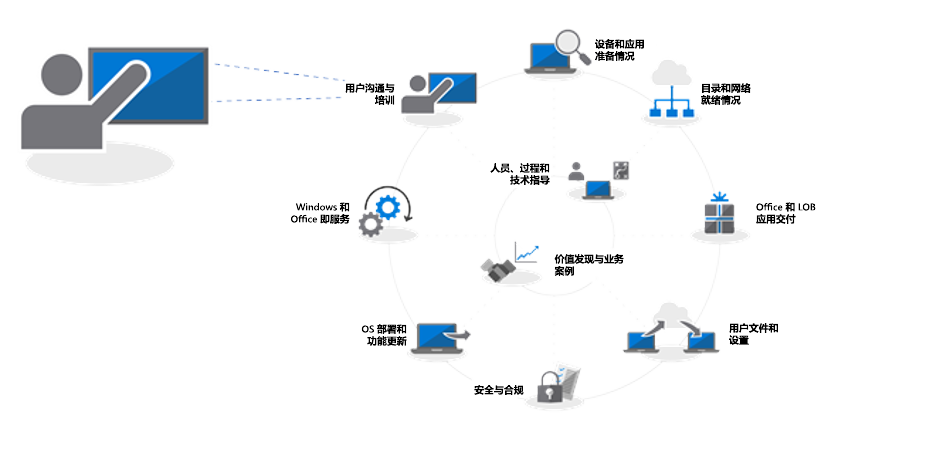 设备和应用
准备情况
目录和网络
就绪情况
用户沟通与
培训
人员、过程和
技术指导
Windows 和
Office 即服务
Office 和 LOB
应用交付
价值发现与业务
案例
OS 部署和
功能更新
用户文件和
设置
安全与合规